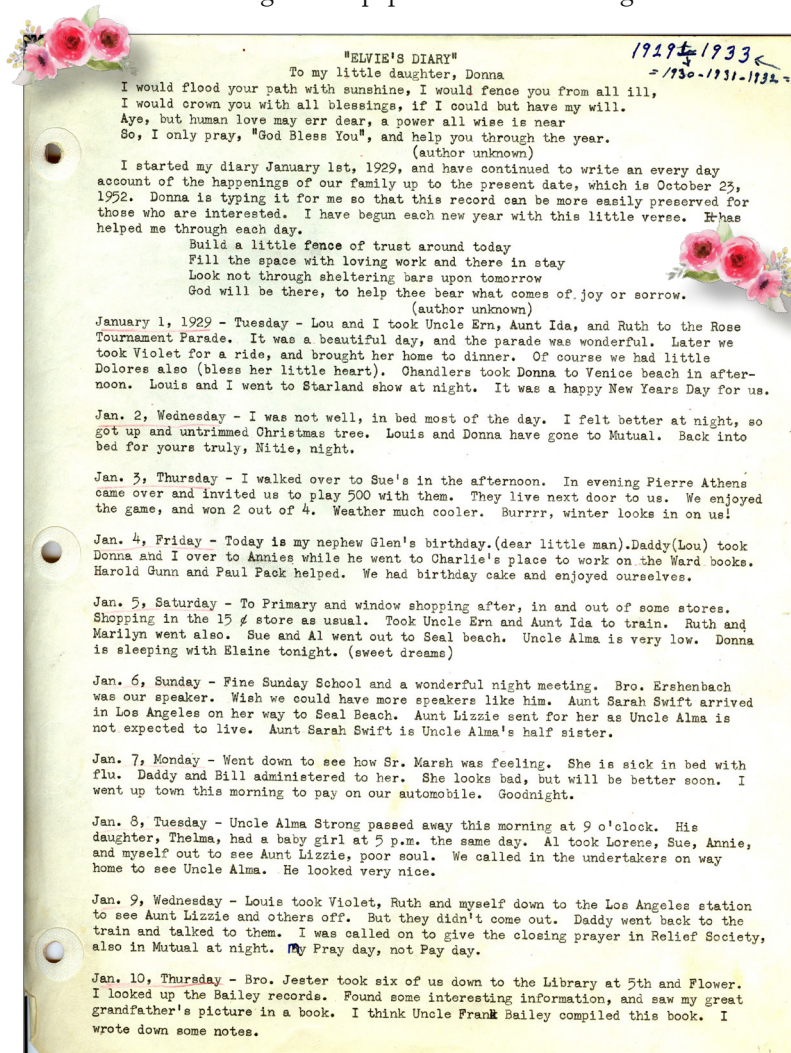 1929 to 1933
= 1930-1931-1932 =
"ELVIE'S DIARY"
To my little daughter, Donna
I would flood your path with sunshine, I would fence you from all ill,
I would crown you with all blessings, if I could but have my will.
Aye, but human love may err dear, a power all wise is near
So, I only pray, "God Bless You", and help you through the year.
(author unknown)
I started my diary January 1st, 1929, and have continued to write an every day
account of the happenings of our family up to the present date, which is October 23,
1952. Donna is typing it for me so that this record can be more easily preserved for
those who are interested. I have begun each new year with this little verse. It has
helped me through each day.
Build a little fence of trust around today
Fill the space with loving work and there in stay
Look not through sheltering bars upon tomorrow
God will be there, to help thee bear what comes of joy or sorrow.
(author unknown)
January 1, 1929 - Tuesday - Lou and I took Uncle Ern, Aunt Ida, and Ruth to the Rose
Tournament Parade. It was a beautiful day, and the parade was wonderful. Later we
took Violet for a ride, and brought her home to dinner. Of course we had little
Dolores also (bless her little heart). Chandlers took Donna to Venice beach in after-
noon. Louis and I went to Starland show at night. It was a happy New Years Day for us.
Jan. 2, Wednesday - I was not well, in bed most of the day. I felt better at night, so
got up and untrimmed Christmas tree. Louis and Donna have gone to Mutual. Back into
bed for yours truly, Nitie, night.
Jan. 3, Thursday - I walked over to Sue's in the afternoon. In evening Pierre Athens
came over and invited us to play 500 with them. They live next door to us. We enjoyed
the game, and won 2 out of 4. Weather much cooler. Burrrr, winter looks in on us!
Jan. 4, Friday - Today is my nephew Glen's birthday.(dear little man).Daddy(Lou) took
Donna and I over to Annies while he went to Charlie's place to work on the Ward books.
Harold Gunn and Paul Pack helped. We had birthday cake and enjoyed ourselves.
Jan. 5, Saturday - To Primary and window shopping after, in and out of some stores.
Shopping in the 15 ¢ store as usual. Took Uncle Ern and Aunt Ida to train. Ruth and
Marilyn went also. Sue and Al went out to Seal beach. Uncle Alma is very low. Donna
is sleeping with Elaine tonight. (sweet dreams)
Jan. 6, Sunday - Fine Sunday School and a wonderful night meeting. Bro. Ershenbach
was our speaker. Wish we could have more speakers like him. Aunt Sarah Swift arrived
in Los Angeles on her way to Seal Beach. Aunt Lizzie sent for her as Uncle Alma is
not expected to live. Aunt Sarah Swift is Uncle Alma's half sister.
Jan. 7, Monday - Went down to see how Sr. Marsh was feeling. She is sick in bed with
flu. Daddy and Bill administered to her. She looks bad, but will be better soon. I
went up town this morning to pay on our automobile. Goodnight.
Jan. 8, Tuesday - Uncle Alma Strong passed away this morning at 9 o'clock. His
daughter, Thelma, had a baby girl at 5 p.m. the same day. Al took Lorene, Sue, Annie,
and myself out to see Aunt Lizzie, poor soul. We called in the undertakers on way
home to see Uncle Alma. He looked very nice.
Jan. 9, Wednesday - Louis took Violet, Ruth and myself down to the Los Angeles station
to see Aunt Lizzie and others off. But they didn't come out. Daddy went back to the
train and talked to them. I was called on to give the closing prayer in Relief Society,
also in Mutual at night. My Pray day, not Pay day.
Jan. 10, Thursday - Bro. Jester took six of us down to the Library at 5th and Flower.
I looked up the Bailey records. Found some interesting information, and saw my great
grandfather's picture in a book. I think Uncle Frank Bailey compiled this book. I
wrote down some notes.